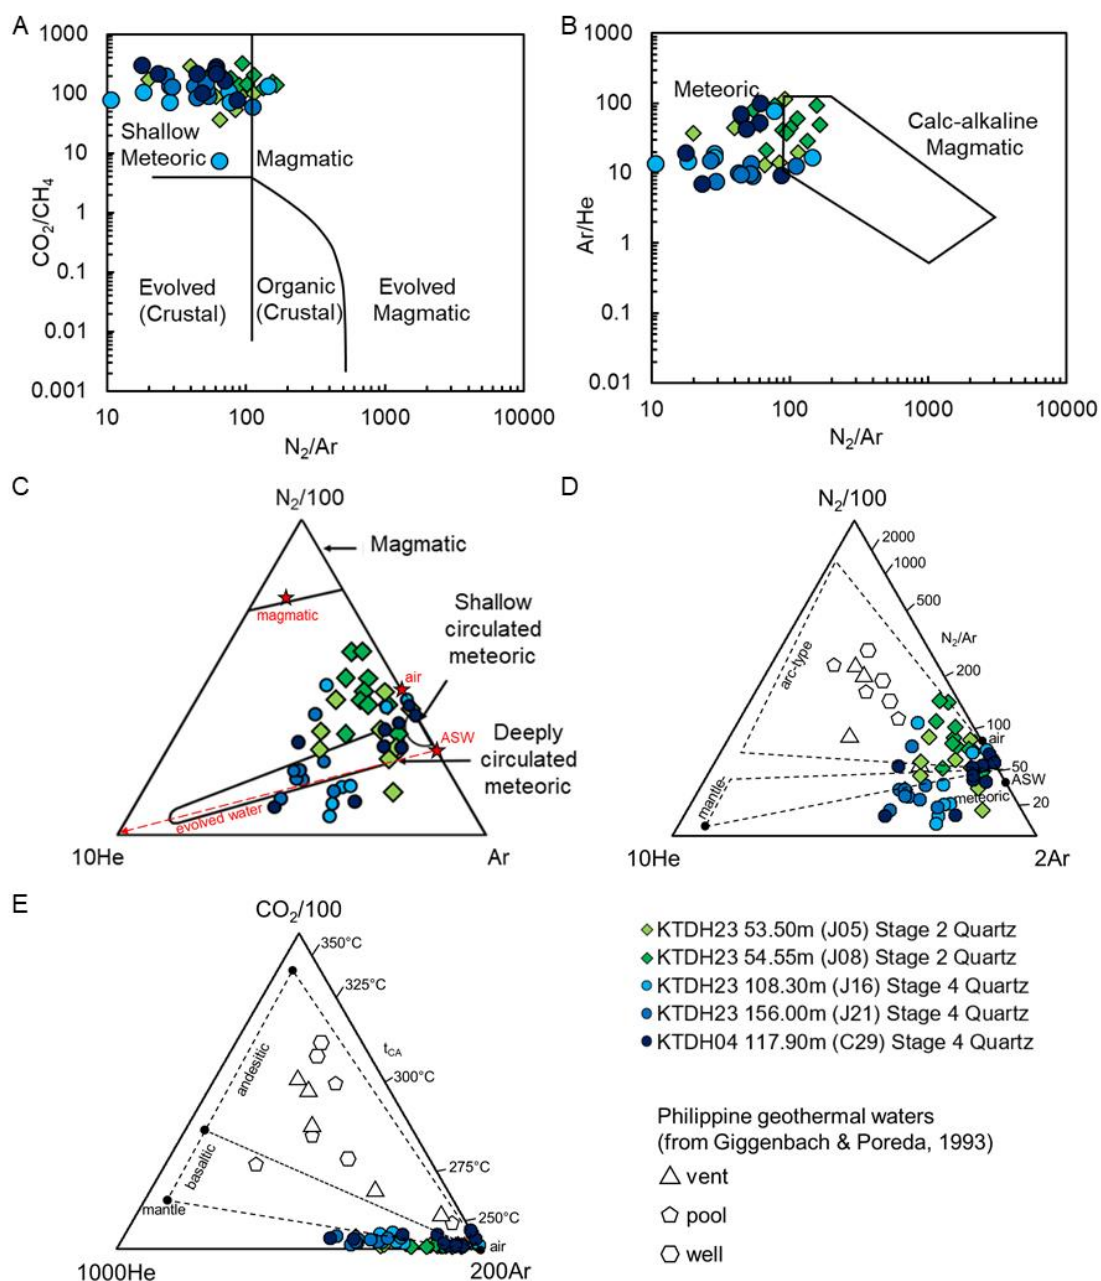 A
1000
100
10
1
0.1
0.01
0.001
CO₂/CH₄
Shallow
Meteoric
Magmatic
Evolved
(Crustal)
Organic
(Crustal)
Evolved
Magmatic
10
100
1000
10000
N₂/Ar
B
1000
100
10
1
0.1
0.01
Ar/He
Meteoric
Calc-alkaline
Magmatic
10
100
1000
10000
N₂/Ar
C
N₂/100
Magmatic
magmatic
Shallow
circulated
meteoric
air
ASW
Deeply
circulated
meteoric
evolved water
10He
Ar
D
N₂/100
2000
1000
500
N₂/Ar
200
100
air
50
ASW
meteoric
20
arc-type
mantle
10He
2Ar
E
CO₂/100
350°C
325°C
tCA
300°C
275°C
250°C
andesitic
basaltic
mantle
air
1000He
200Ar
KTDH23 53.50m (J05) Stage 2 Quartz
KTDH23 54.55m (J08) Stage 2 Quartz
KTDH23 108.30m (J16) Stage 4 Quartz
KTDH23 156.00m (J21) Stage 4 Quartz
KTDH04 117.90m (C29) Stage 4 Quartz
Philippine geothermal waters
(from Giggenbach & Poreda, 1993)
vent
pool
well